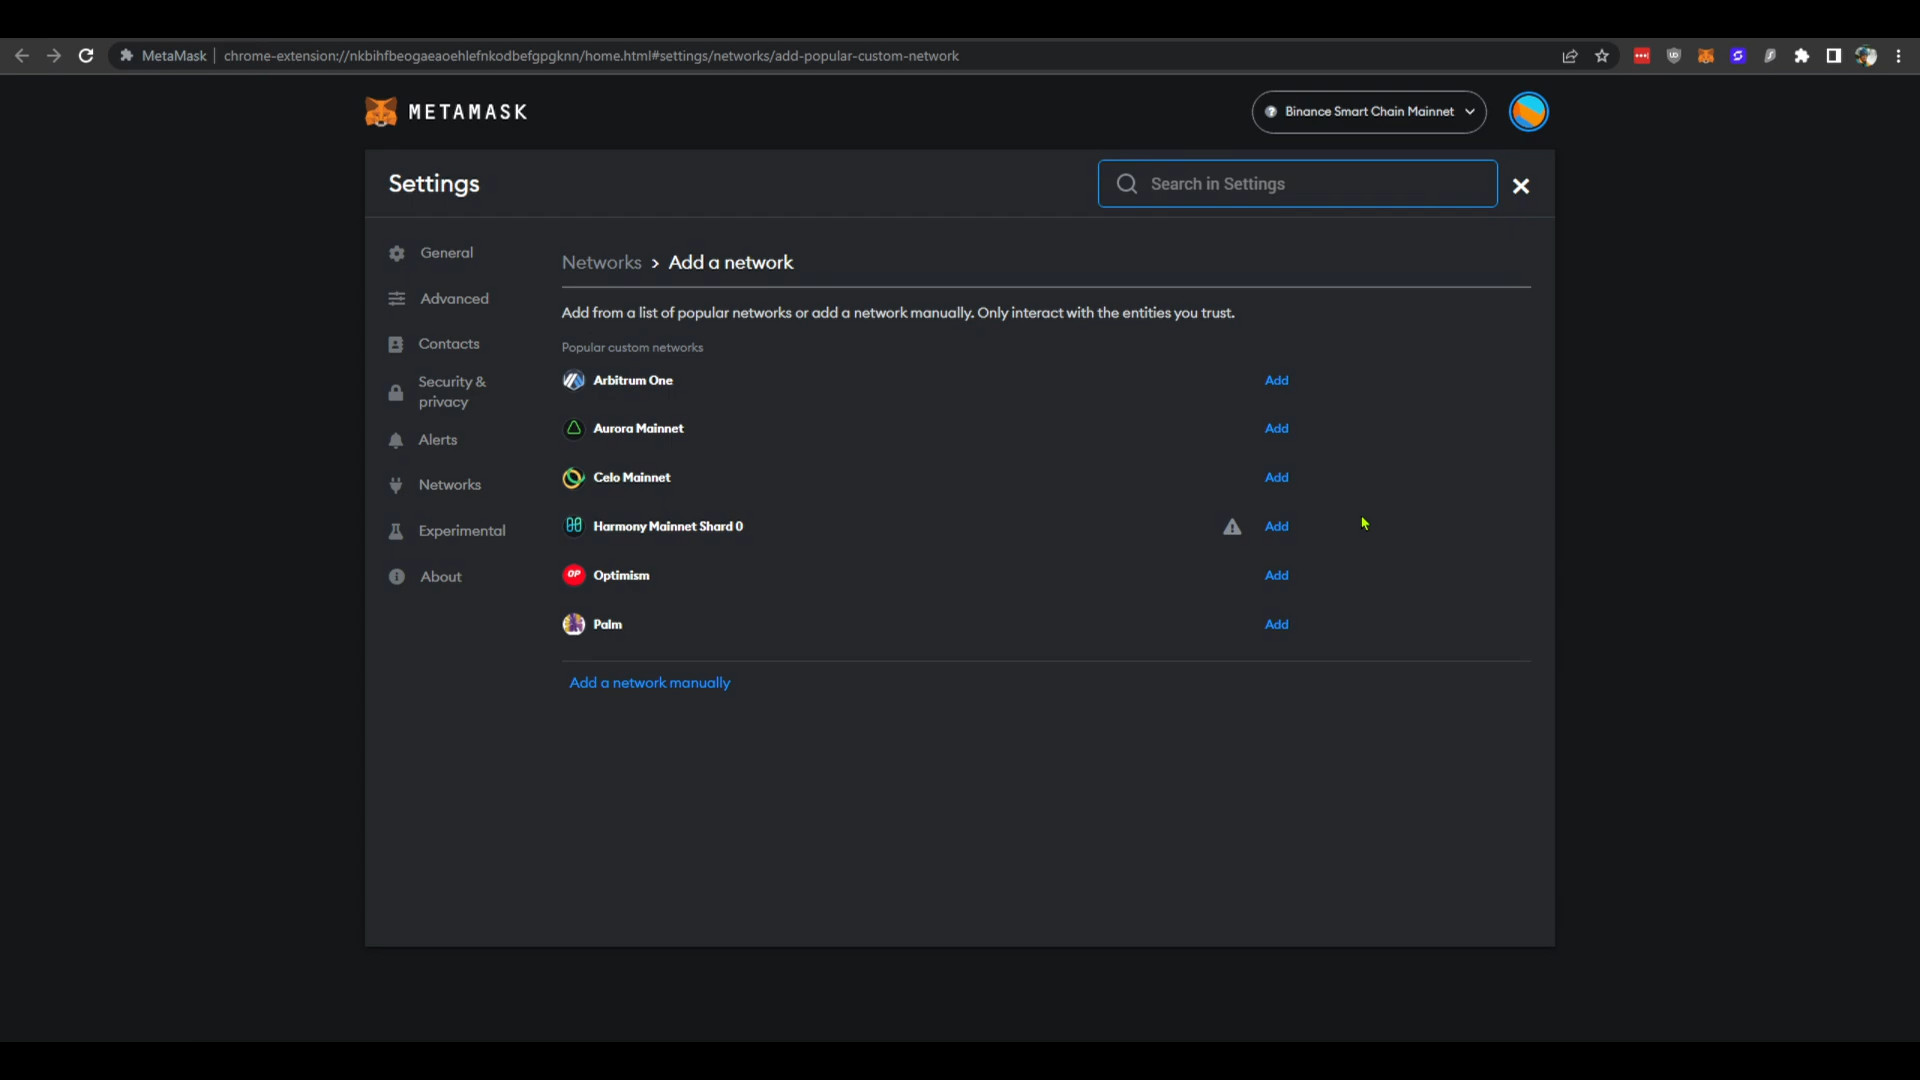 MetaMask | chrome-extension://nkbihfbeogaeaoehlefnkodbefgpgknn/home.html#settings/networks/add-popular-custom-network
METAMASK
Binance Smart Chain Mainnet
Settings
Search in Settings
General
Advanced
Contacts
Security &
privacy
Alerts
Networks
Experimental
About
Networks > Add a network
Add from a list of popular networks or add a network manually. Only interact with the entities you trust.
Popular custom networks
Arbitrum One Add
Aurora Mainnet Add
Celo Mainnet Add
Harmony Mainnet Shard 0 Add
OP Optimism Add
Palm Add
Add a network manually